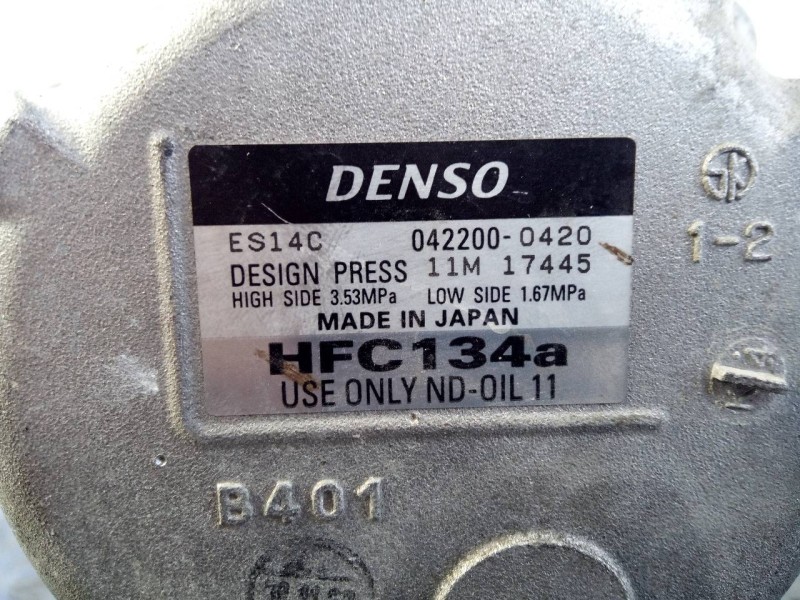 DENSO
ES14C 042200-0420
DESIGN PRESS 11M 17445
HIGH SIDE 3.53MPa LOW SIDE 1.67MPa
MADE IN JAPAN
HFC134a
USE ONLY ND-OIL 11
1-2
B401